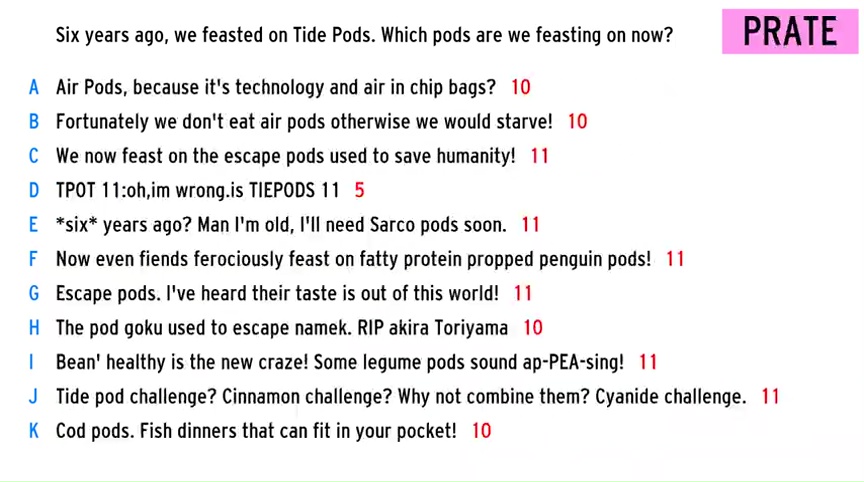 Six years ago, we feasted on Tide Pods. Which pods are we feasting on now?
PRATE
A Air Pods, because it's technology and air in chip bags? 10
B Fortunately we don't eat air pods otherwise we would starve! 10
C We now feast on the escape pods used to save humanity! 11
D TPOT 11:oh,im wrong.is TIEPODS 11 5
E *six* years ago? Man I'm old, I'll need Sarco pods soon. 11
F Now even fiends ferociously feast on fatty protein propped penguin pods! 11
G Escape pods. I've heard their taste is out of this world! 11
H The pod goku used to escape namek. RIP akira Toriyama 10
I Bean' healthy is the new craze! Some legume pods sound ap-PEA-sing! 11
J Tide pod challenge? Cinnamon challenge? Why not combine them? Cyanide challenge. 11
K Cod pods. Fish dinners that can fit in your pocket! 10